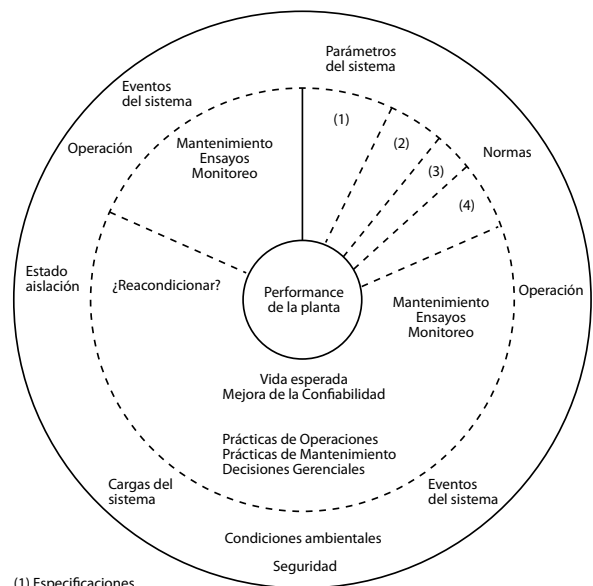 Parámetros
del sistema
Eventos
del sistema
(1)
Operación
Mantenimiento
Ensayos
Monitoreo
(2)
Normas
(3)
(4)
Estado
aislación
¿Reacondicionar?
Performance
de la planta
Operación
Mantenimiento
Ensayos
Monitoreo
Vida esperada
Mejora de la Confiabilidad
Prácticas de Operaciones
Prácticas de Mantenimiento
Decisiones Gerenciales
Cargas del
sistema
Eventos
del sistema
Condiciones ambientales
Seguridad
(1) Especificaciones